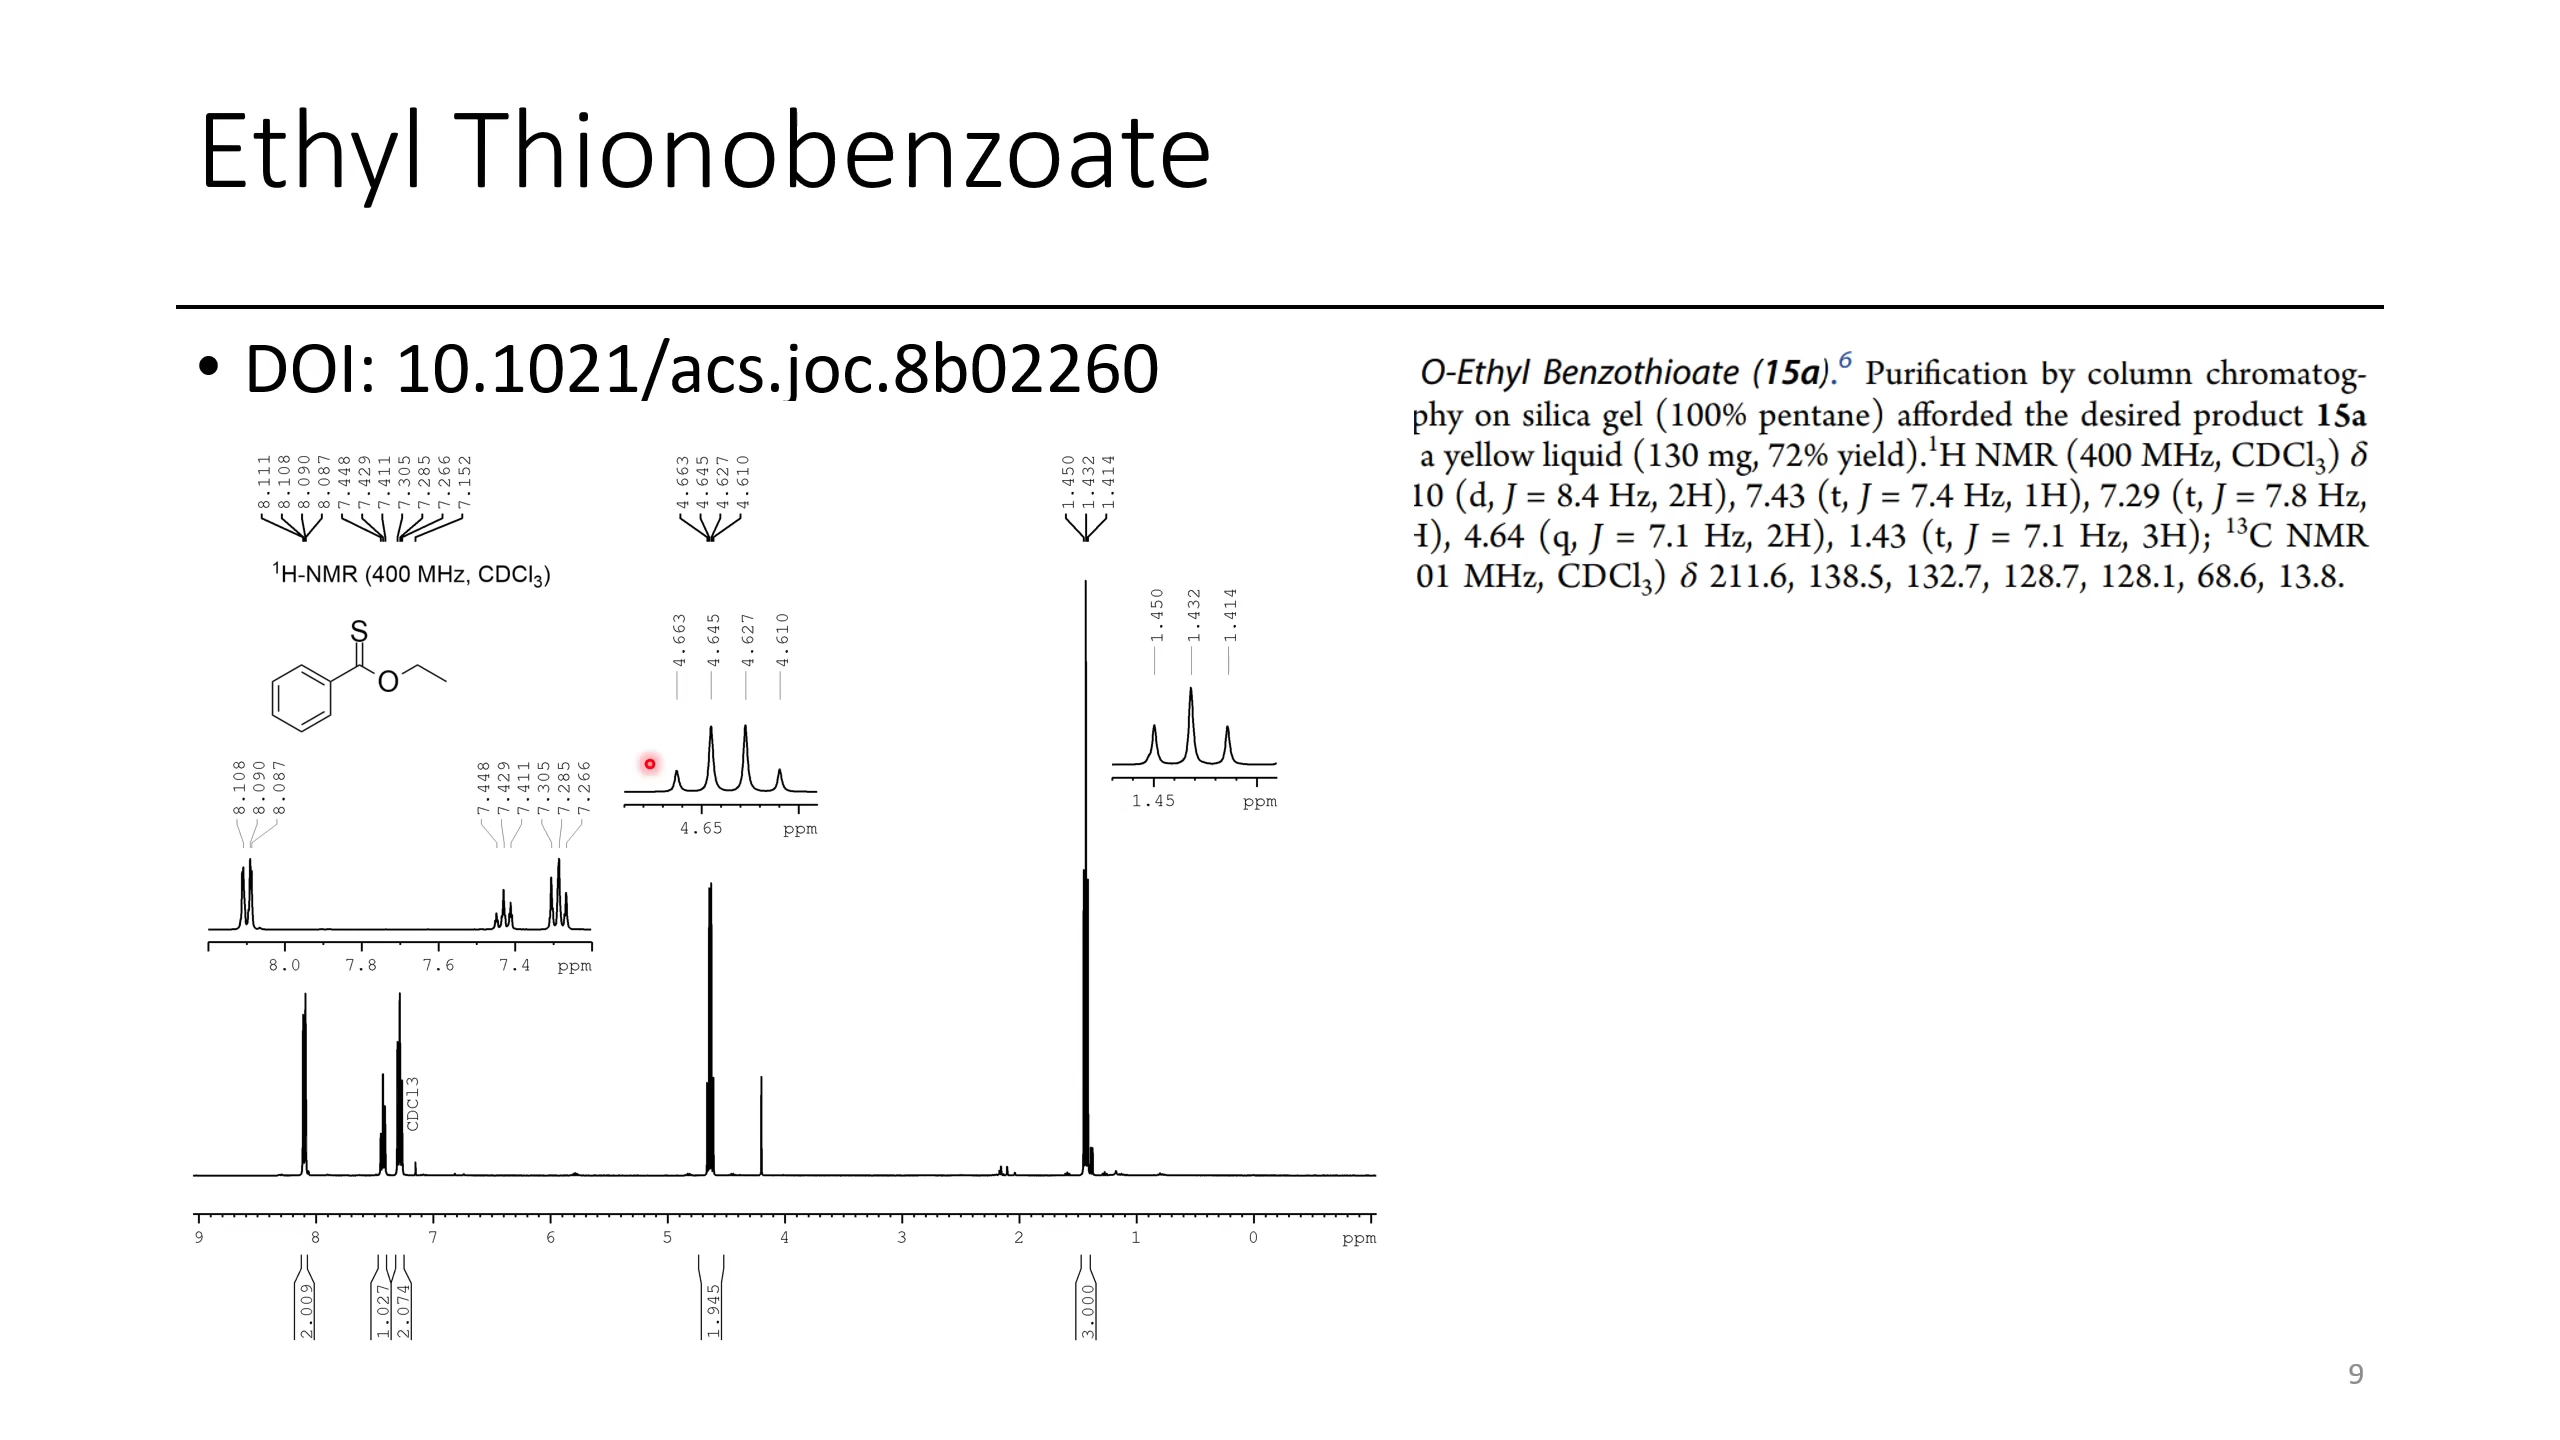 Ethyl Thionobenzoate
• DOI: 10.1021/acs.joc.8b02260
O-Ethyl Benzothioate (15a).6 Purification by column chromatog-
phy on silica gel (100% pentane) afforded the desired product 15a
a yellow liquid (130 mg, 72% yield).1H NMR (400 MHz, CDCl3) δ
10 (d, J = 8.4 Hz, 2H), 7.43 (t, J = 7.4 Hz, 1H), 7.29 (t, J = 7.8 Hz,
H), 4.64 (q, J = 7.1 Hz, 2H), 1.43 (t, J = 7.1 Hz, 3H); 13C NMR
01 MHz, CDCl3) δ 211.6, 138.5, 132.7, 128.7, 128.1, 68.6, 13.8.
8.111 8.108 8.090 8.087 7.448 7.429 7.411 7.305 7.285 7.266 7.152 4.663 4.645 4.627 4.610 1.450 1.432 1.414
1H-NMR (400 MHz, CDCl3)
S
O
4.663 4.645 4.627 4.610
4.65 ppm
1.450 1.432 1.414
1.45 ppm
8.108 8.090 8.087 7.448 7.429 7.411 7.305 7.285 7.266
8.0 7.8 7.6 7.4 ppm
CDCl3
9 8 7 6 5 4 3 2 1 0 ppm
2.009 1.027 2.074 1.945 3.000
9